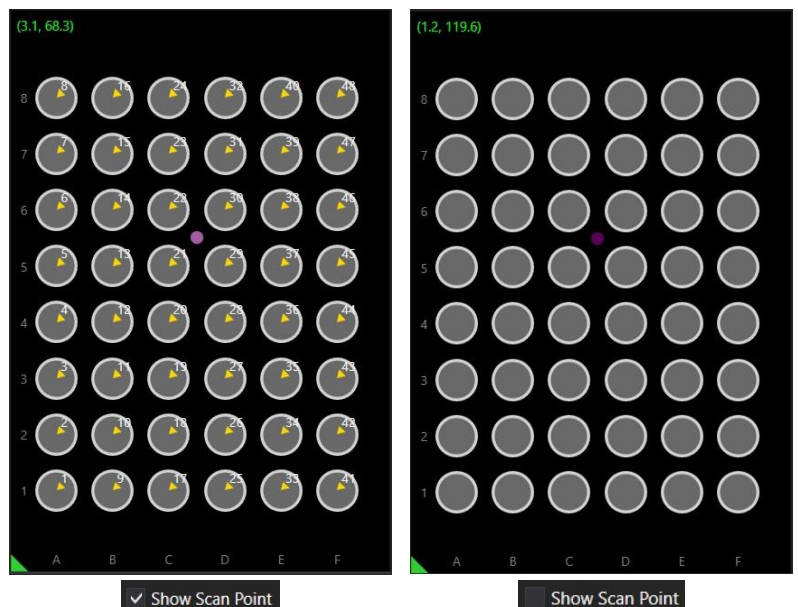 (3.1, 68.3) (1.2, 119.6)
8 8 16 24 32 40 48 8
7 7 15 23 31 39 47 7
6 6 14 22 30 38 46 6
5 5 13 21 29 37 45 5
4 4 12 20 28 36 44 4
3 3 11 19 27 35 43 3
2 2 10 18 26 34 42 2
1 1 9 17 25 33 41 1
A B C D E F A B C D E F
Show Scan Point Show Scan Point